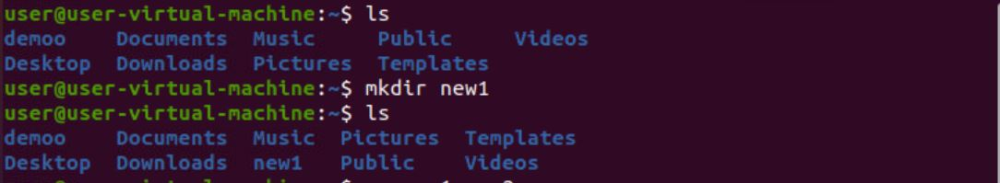 user@user-virtual-machine:~$ ls
demoo    Documents  Music     Public     Videos
Desktop  Downloads  Pictures  Templates
user@user-virtual-machine:~$ mkdir new1
user@user-virtual-machine:~$ ls
demoo    Documents  Music  Pictures  Templates
Desktop  Downloads  new1   Public    Videos